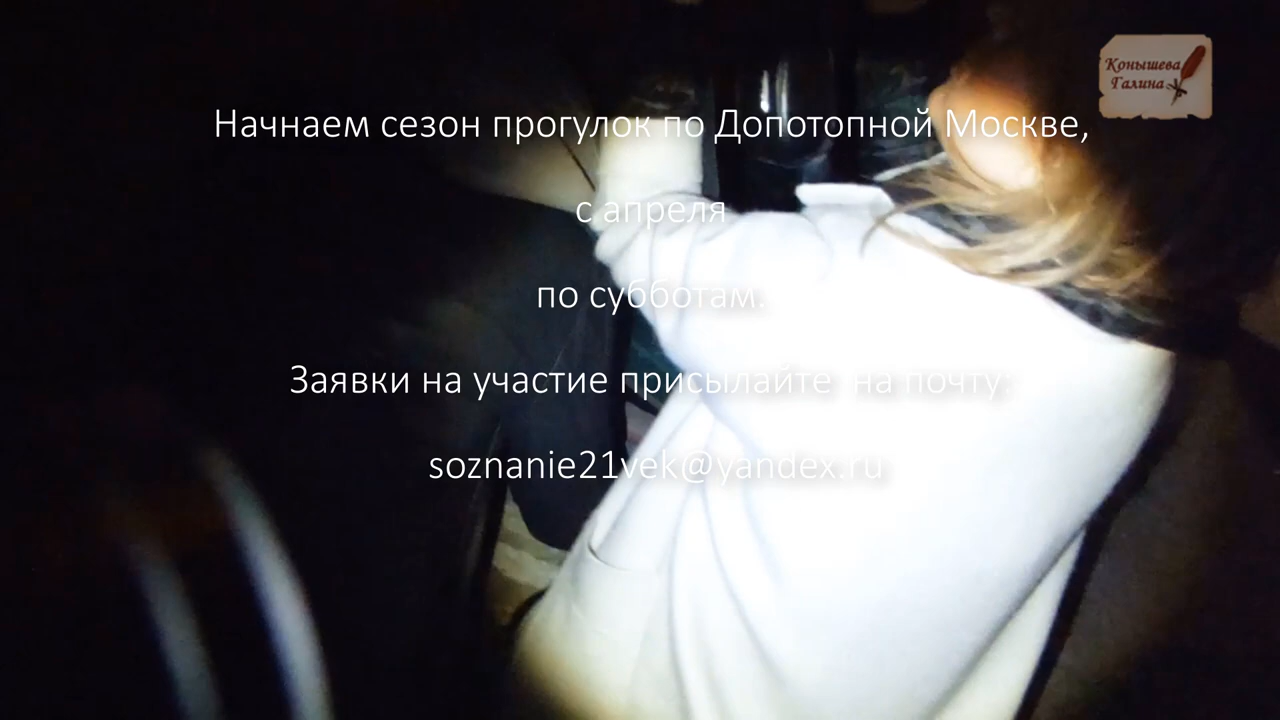 Конышева
Галина
Начнаем сезон прогулок по Допотопной Москве,
с апреля
по субботам.
Заявки на участие присылайте на почту:
soznanie21vek@yandex.ru